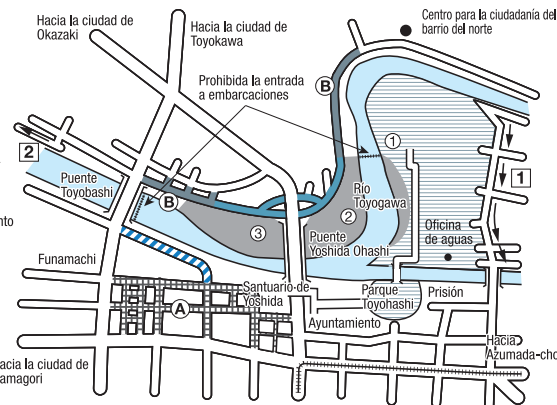 Hacia la ciudad de
Okazaki
Hacia la ciudad de
Toyokawa
Centro para la ciudadanía del
barrio del norte
Prohibida la entrada
a embarcaciones
B
1
2
1
Puente
Toyobashi
B
Río
Toyogawa
2
3
Puente
Yoshida Ohashi
Oficina
de aguas
nto
Funamachi
Santuario de
Yoshida
Parque
Toyohashi
Prisión
A
Ayuntamiento
Hacia
Azumada-cho
acia la ciudad de
amagori